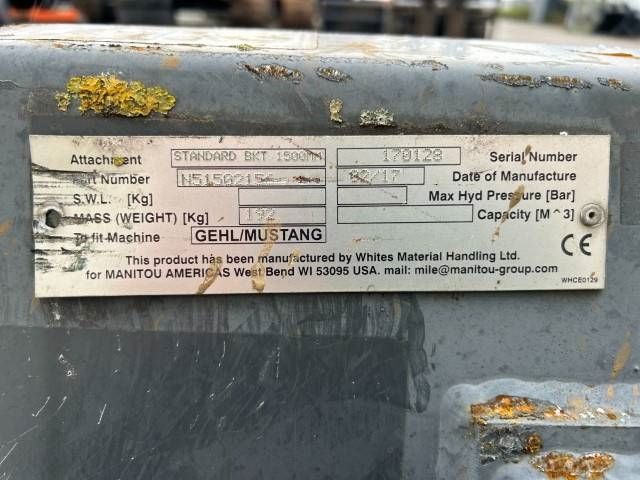 Attachment STANDARD BKT 1500MM 170128 Serial Number
Part Number 02/17 Date of Manufacture
S.W.L. [Kg] Max Hyd Pressure [Bar]
MASS (WEIGHT) [Kg] 192 Capacity [M^3]
To fit Machine GEHL/MUSTANG CE
This product has been manufactured by Whites Material Handling Ltd.
for MANITOU AMERICAS West Bend WI 53095 USA. mail: mile@manitou-group.com
WHCE0129